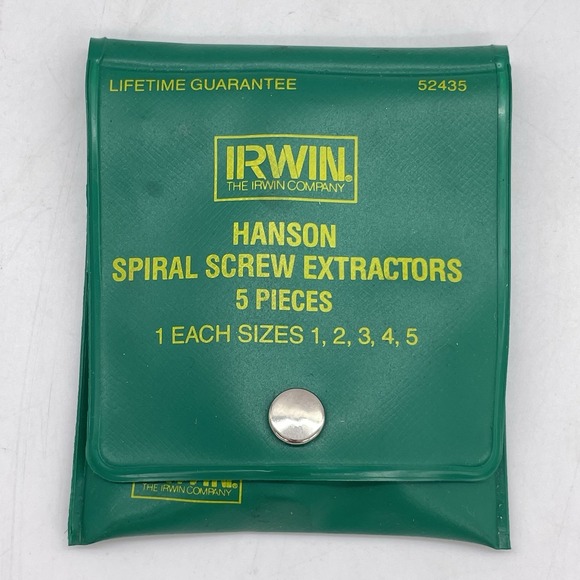 LIFETIME GUARANTEE 52435
IRWIN®
THE IRWIN COMPANY
HANSON
SPIRAL SCREW EXTRACTORS
5 PIECES
1 EACH SIZES 1, 2, 3, 4, 5
IRWIN®
THE IRWIN COMPANY